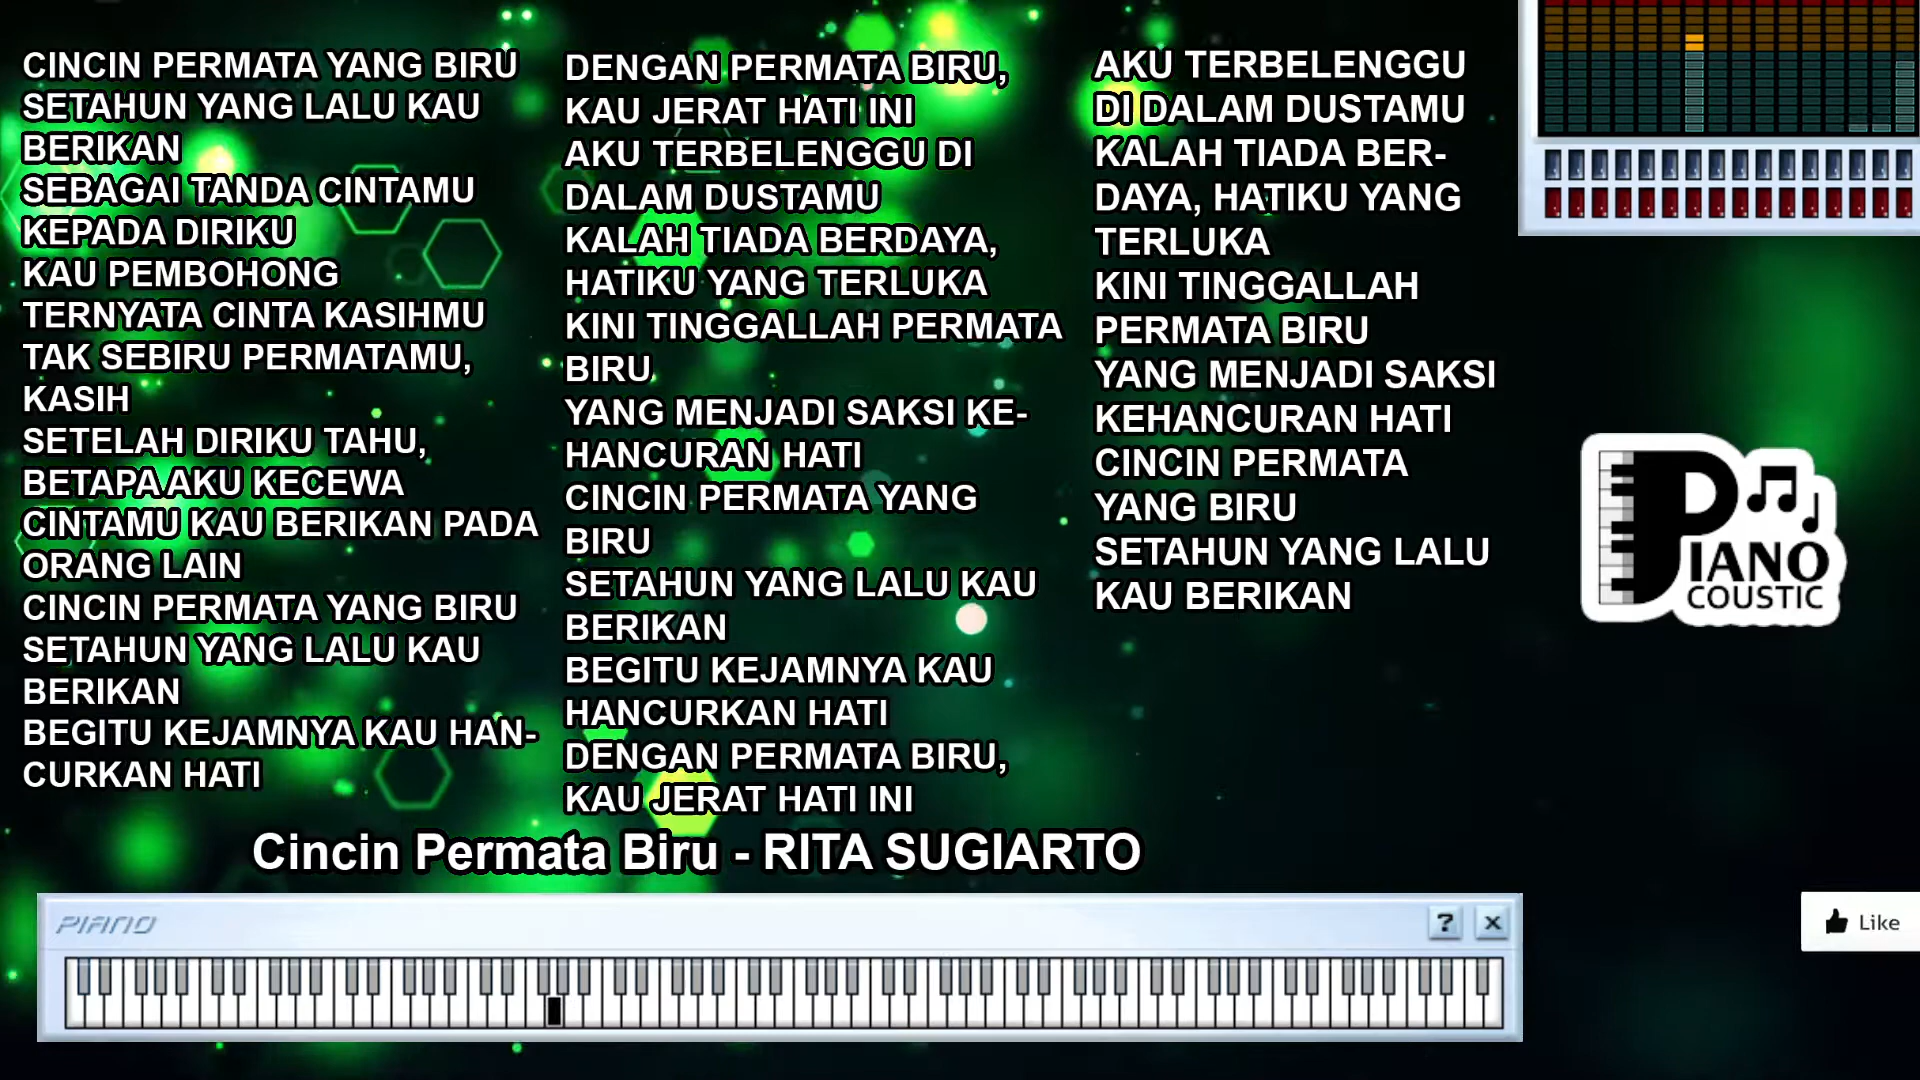 CINCIN PERMATA YANG BIRU
SETAHUN YANG LALU KAU
BERIKAN
SEBAGAI TANDA CINTAMU
KEPADA DIRIKU
KAU PEMBOHONG
TERNYATA CINTA KASIHMU
TAK SEBIRU PERMATAMU,
KASIH
SETELAH DIRIKU TAHU,
BETAPA AKU KECEWA
CINTAMU KAU BERIKAN PADA
ORANG LAIN
CINCIN PERMATA YANG BIRU
SETAHUN YANG LALU KAU
BERIKAN
BEGITU KEJAMNYA KAU HAN-
CURKAN HATI
DENGAN PERMATA BIRU,
KAU JERAT HATI INI
AKU TERBELENGGU DI
DALAM DUSTAMU
KALAH TIADA BERDAYA,
HATIKU YANG TERLUKA
KINI TINGGALLAH PERMATA
BIRU
YANG MENJADI SAKSI KE-
HANCURAN HATI
CINCIN PERMATA YANG
BIRU
SETAHUN YANG LALU KAU
BERIKAN
BEGITU KEJAMNYA KAU
HANCURKAN HATI
DENGAN PERMATA BIRU,
KAU JERAT HATI INI
AKU TERBELENGGU
DI DALAM DUSTAMU
KALAH TIADA BER-
DAYA, HATIKU YANG
TERLUKA
KINI TINGGALLAH
PERMATA BIRU
YANG MENJADI SAKSI
KEHANCURAN HATI
CINCIN PERMATA
YANG BIRU
SETAHUN YANG LALU
KAU BERIKAN
PIANO
COUSTIC
Cincin Permata Biru - RITA SUGIARTO
PIANO
? X
Like